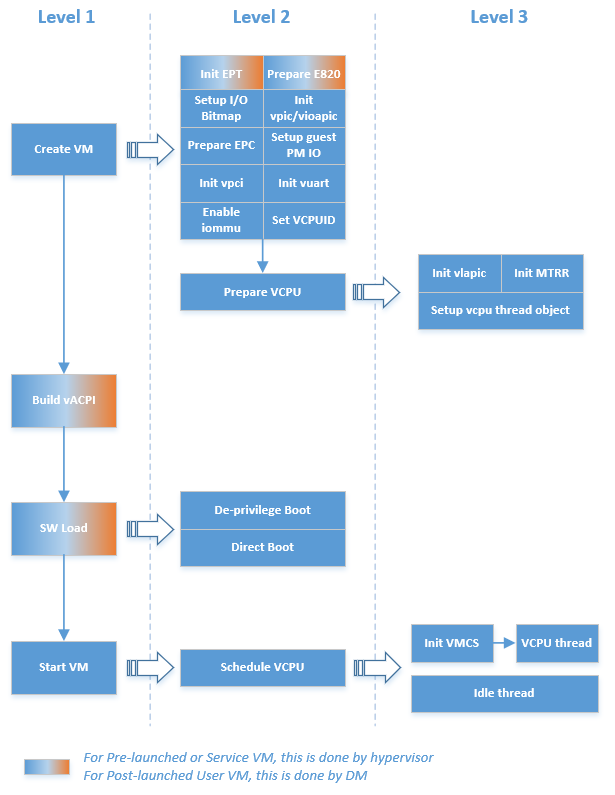 Level 1
Level 2
Level 3
Init EPT
Prepare E820
Setup I/O
Bitmap
Init
vpic/vioapic
Create VM
Prepare EPC
Setup guest
PM IO
Init vpci
Init vuart
Enable
iommu
Set VCPUID
Prepare VCPU
Init vlapic
Init MTRR
Setup vcpu thread object
Build vACPI
SW Load
De-privilege Boot
Direct Boot
Start VM
Schedule VCPU
Init VMCS
VCPU thread
Idle thread
For Pre-launched or Service VM, this is done by hypervisor
For Post-launched User VM, this is done by DM